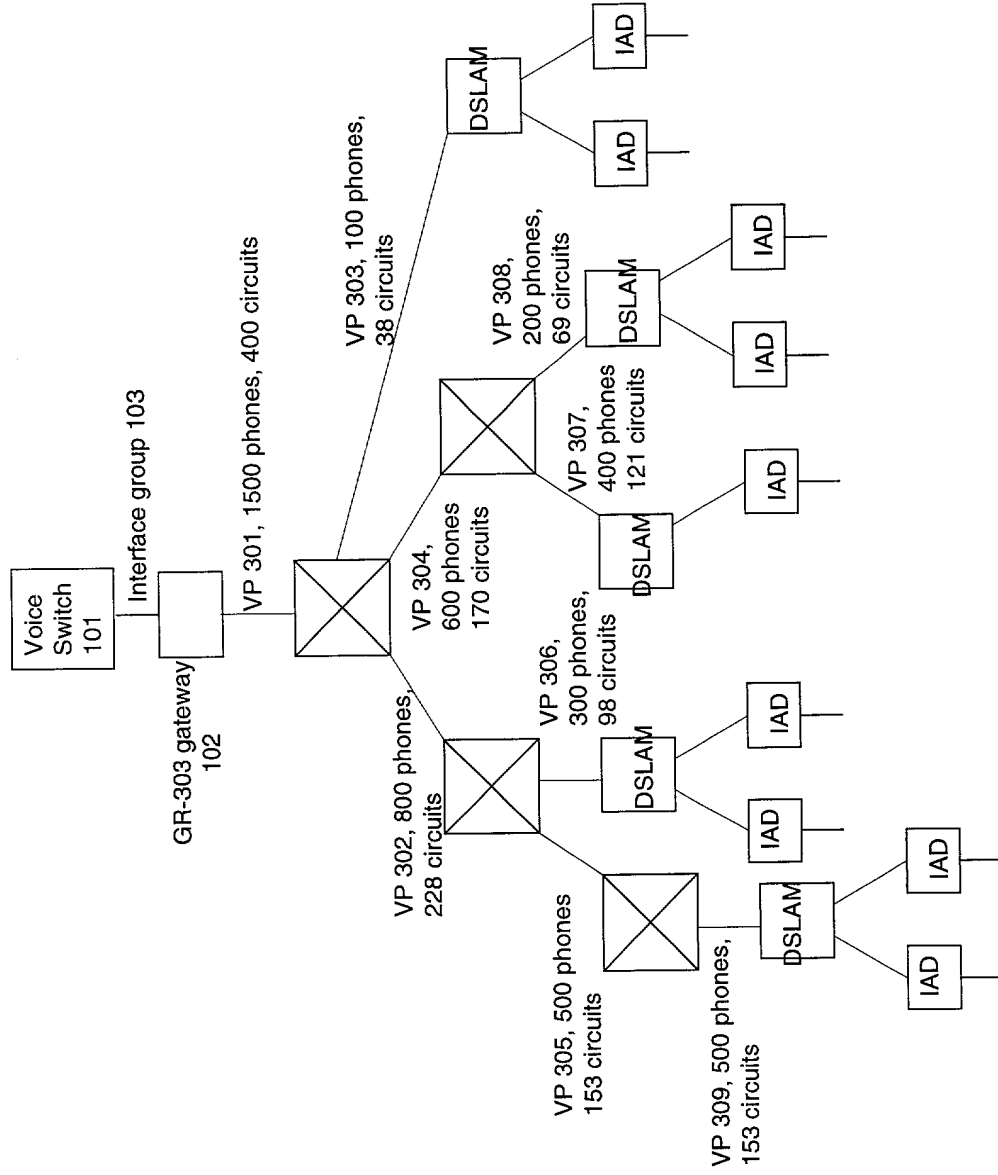 Voice
Switch
101
Interface group 103
GR-303 gateway
102
VP 301, 1500 phones, 400 circuits
VP 302, 800 phones,
228 circuits
VP 304,
600 phones
170 circuits
VP 303, 100 phones,
38 circuits
VP 305, 500 phones
153 circuits
VP 306,
300 phones,
98 circuits
VP 307,
400 phones
121 circuits
VP 308,
200 phones,
69 circuits
VP 309, 500 phones,
153 circuits
DSLAM
DSLAM
DSLAM
DSLAM
DSLAM
IAD
IAD
IAD
IAD
IAD
IAD
IAD
IAD
IAD